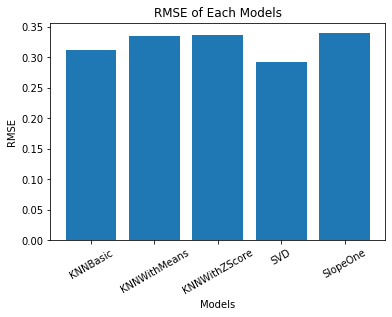 RMSE of Each Models
0.35
0.30
0.25
0.20
0.15
0.10
0.05
0.00
RMSE
KNNBasic
KNNWithMeans
KNNWithZScore
SVD
SlopeOne
Models